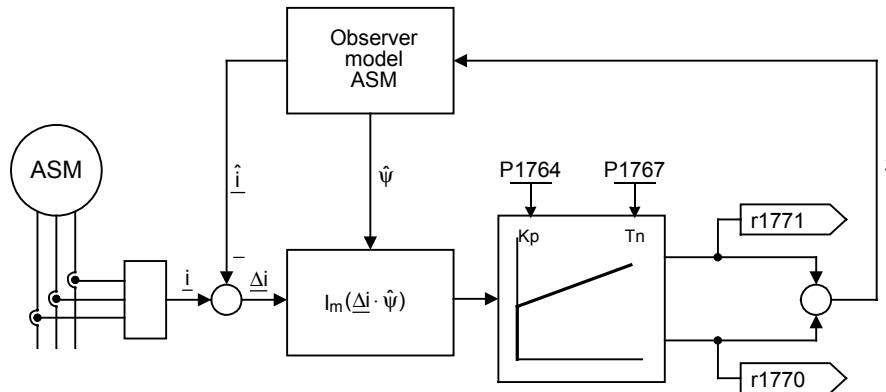 Observer
model
ASM
ASM
î
ψ̂
P1764
P1767
Kp
Tn
r1771
–
i
Δi
Im(Δi · ψ̂)
r1770